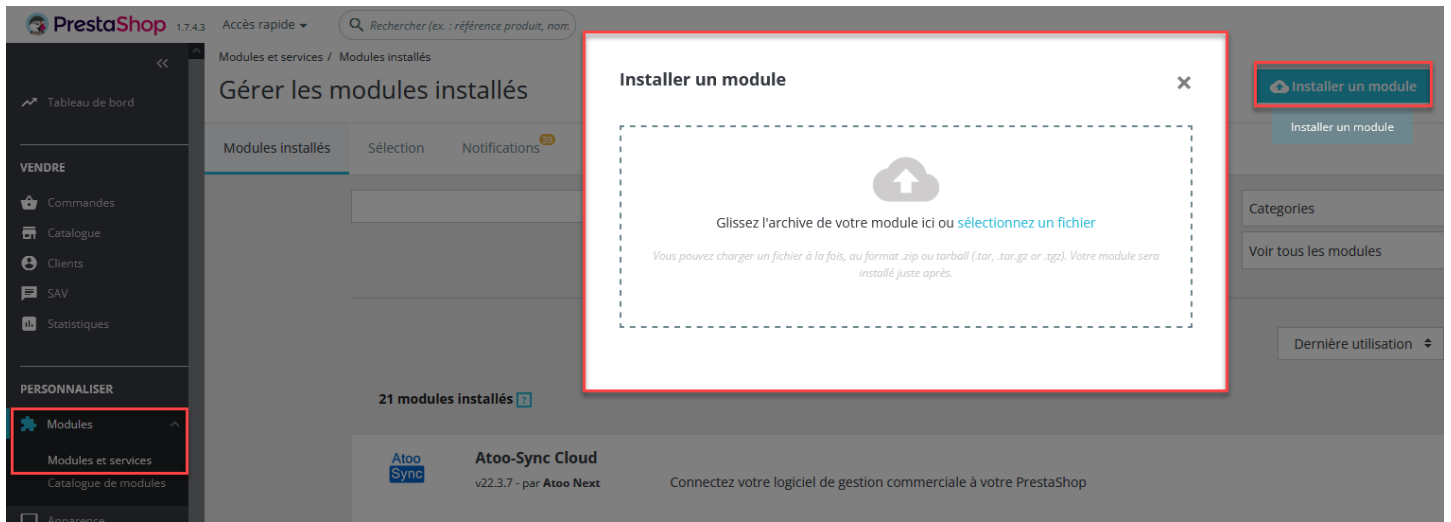 PrestaShop 1.7.4.3 Accès rapide Rechercher (ex. : référence produit, nom
Modules et services / Modules installés
Gérer les modules installés
Installer un module
Installer un module
Installer un module
Tableau de bord
Modules installés Sélection Notifications 39
VENDRE
Commandes
Catalogue
Clients
SAV
Statistiques
Glissez l'archive de votre module ici ou sélectionnez un fichier
Vous pouvez charger un fichier à la fois, au format .zip ou tarball (.tar, .tar.gz or .tgz). Votre module sera
installé juste après.
Categories
Voir tous les modules
Dernière utilisation
PERSONNALISER
Modules
Modules et services
Catalogue de modules
Apparence
21 modules installés ?
Atoo
Sync
Atoo-Sync Cloud
v22.3.7 - par Atoo Next
Connectez votre logiciel de gestion commerciale à votre PrestaShop